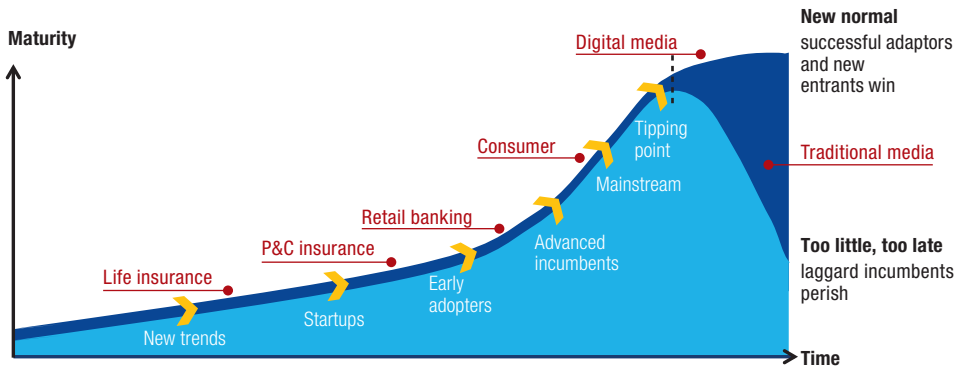 New normal
successful adaptors
and new
entrants win
Maturity
Digital media
Tipping
point
Consumer
Traditional media
Mainstream
Retail banking
P&C insurance
Advanced
incumbents
Too little, too late
laggard incumbents
perish
Life insurance
Early
adopters
Startups
New trends
Time